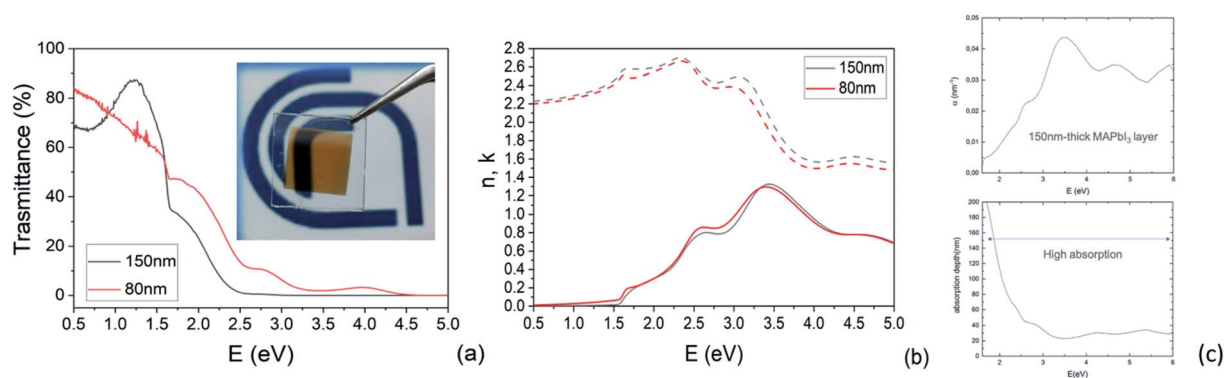 100
80
60
40
20
0
Trasmittance (%)
150nm
80nm
0.5 1.0 1.5 2.0 2.5 3.0 3.5 4.0 4.5 5.0
E (eV)
(a)
2.8
2.6
2.4
2.2
2.0
1.8
1.6
1.4
1.2
1.0
0.8
0.6
0.4
0.2
0.0
n, k
150nm
80nm
0.5 1.0 1.5 2.0 2.5 3.0 3.5 4.0 4.5 5.0
E (eV)
(b)
0,05
0,04
0,03
0,02
0,01
0,00
α (nm⁻¹)
150nm-thick MAPbI₃ layer
2 3 4 5 6
E (eV)
200
180
160
140
120
100
80
60
40
20
0
absorption depth(nm)
High absorption
2 3 4 5 6
E(eV)
(c)